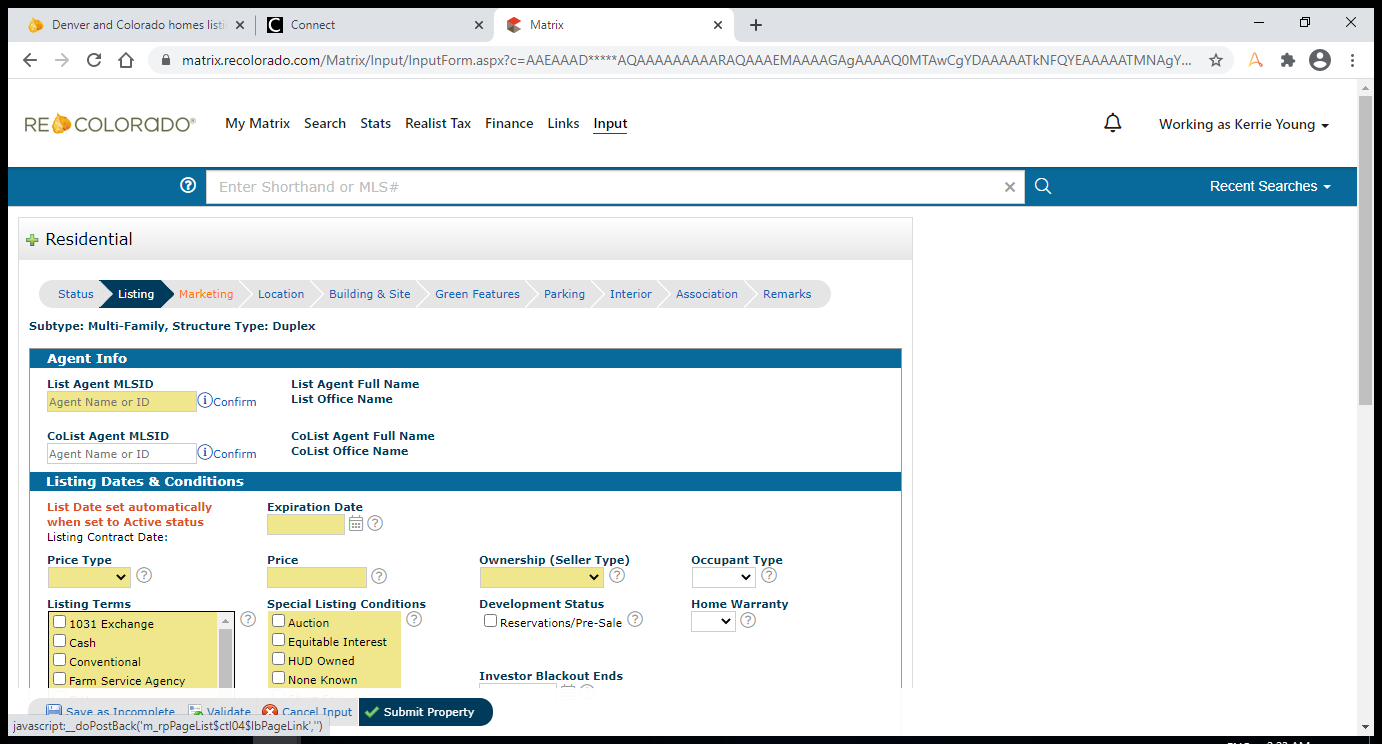 Denver and Colorado homes listi
Connect
Matrix
matrix.recolorado.com/Matrix/Input/InputForm.aspx?c=AAEAAAD*****AQAAAAAAAAARAQAAAEMAAAAGAgAAAAQ0MTAwCgYDAAAAATkNFQYEAAAAATMNAgY...
RECOLORADO®
My Matrix Search Stats Realist Tax Finance Links Input
Working as Kerrie Young
Enter Shorthand or MLS#
Recent Searches
Residential
Status Listing Marketing Location Building & Site Green Features Parking Interior Association Remarks
Subtype: Multi-Family, Structure Type: Duplex
Agent Info
List Agent MLSID List Agent Full Name
Agent Name or ID Confirm List Office Name
CoList Agent MLSID CoList Agent Full Name
Agent Name or ID Confirm CoList Office Name
Listing Dates & Conditions
List Date set automatically Expiration Date
when set to Active status
Listing Contract Date:
Price Type Price Ownership (Seller Type) Occupant Type
Listing Terms Special Listing Conditions Development Status Home Warranty
1031 Exchange Auction Reservations/Pre-Sale
Cash Equitable Interest
Conventional HUD Owned
Farm Service Agency None Known Investor Blackout Ends
Save as Incomplete Validate Cancel Input Submit Property
javascript:__doPostBack('m_rpPageList$ctl04$lbPageLink','')